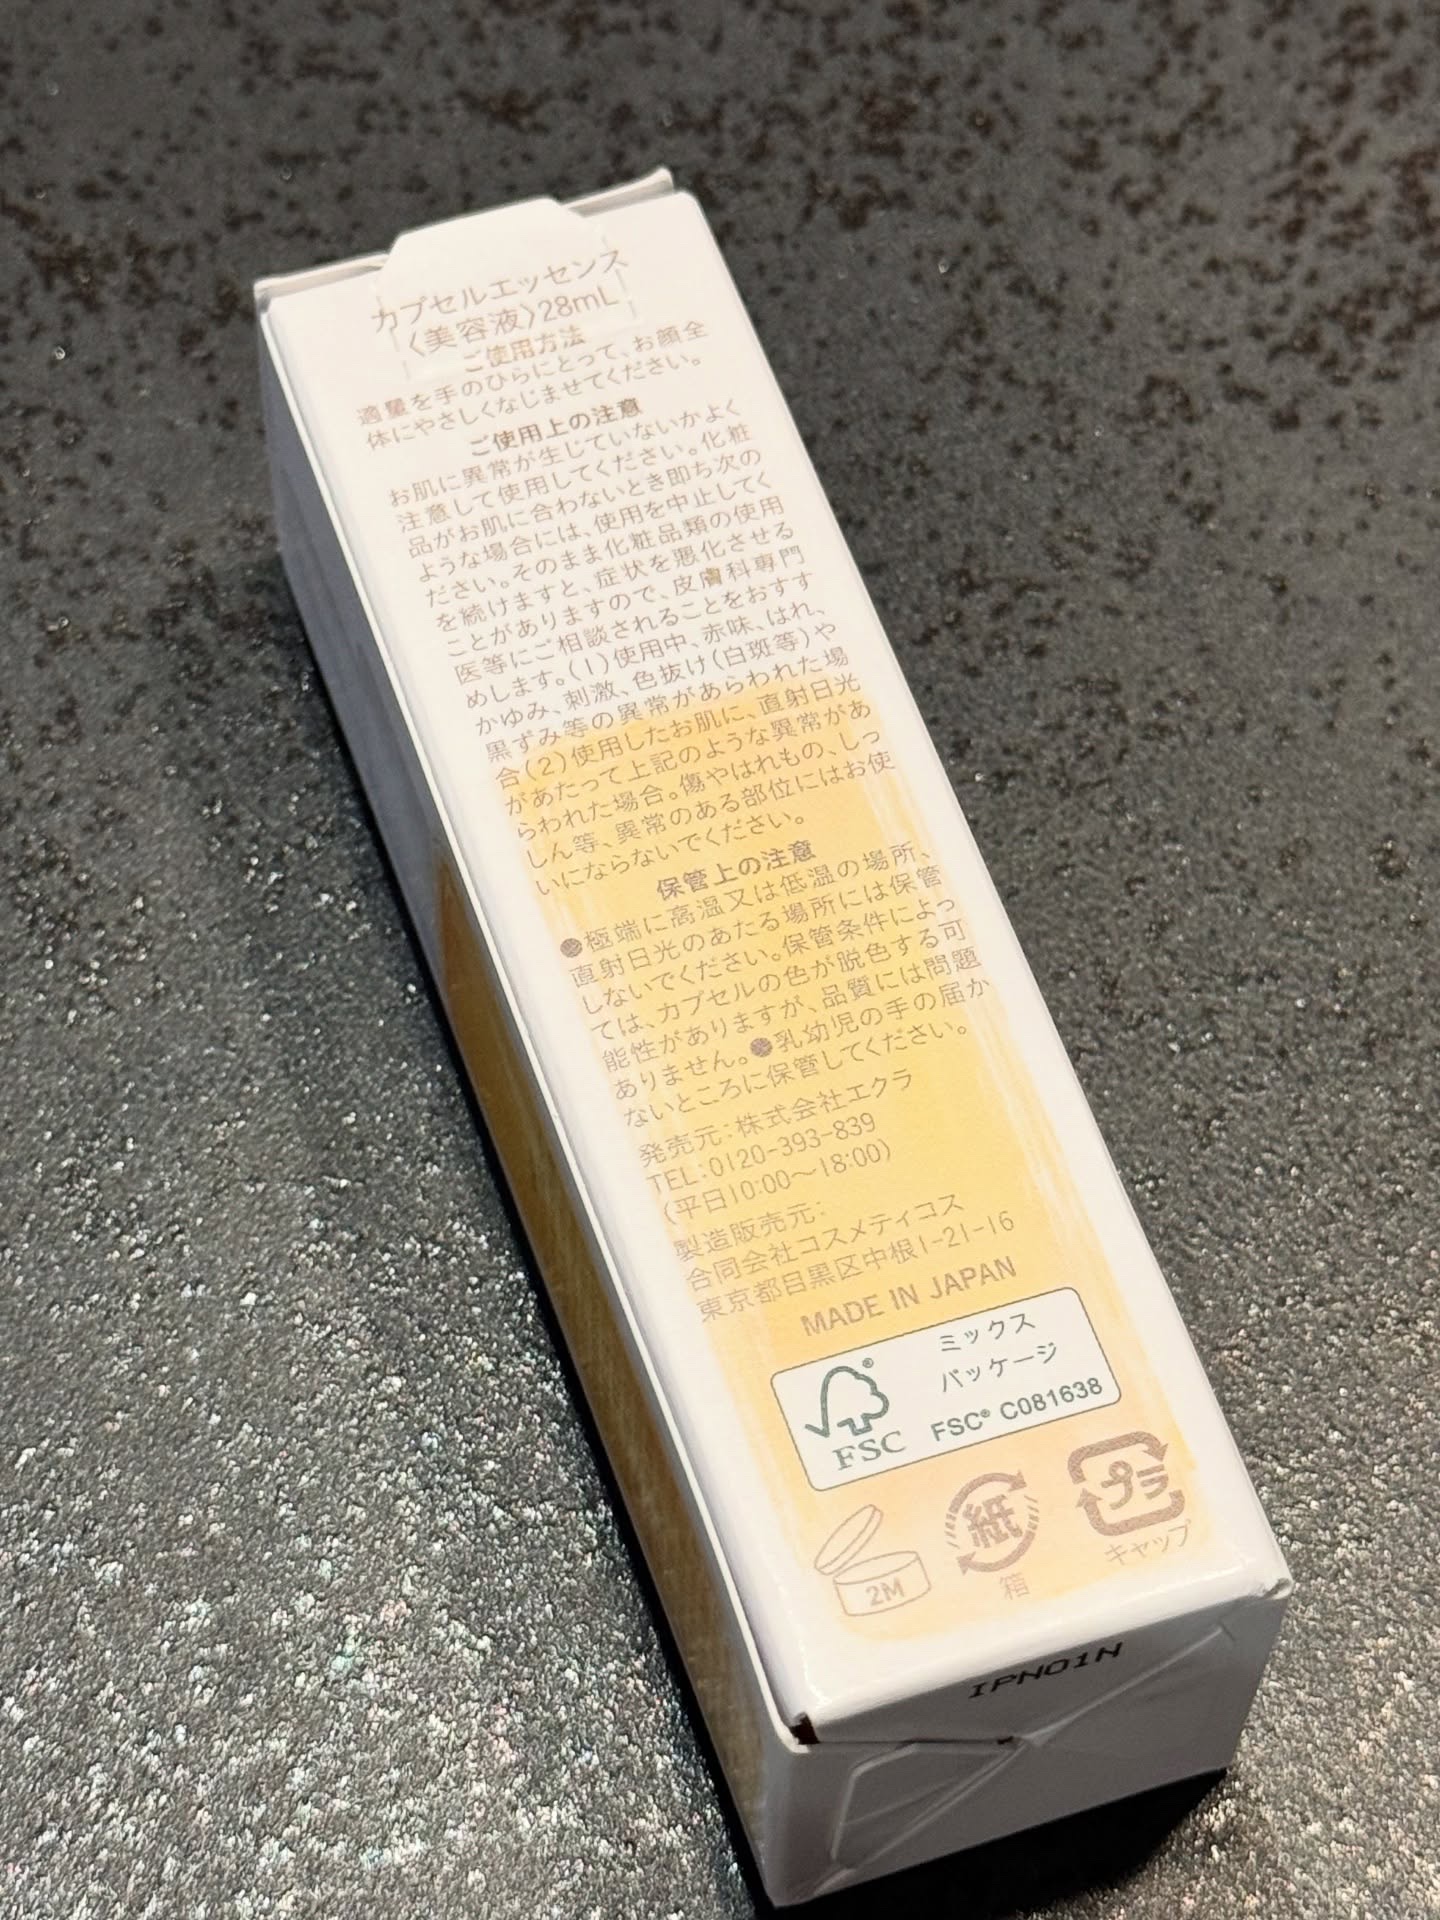 カプセルエッセンス
〈美容液〉28mL
ご使用方法
適量を手のひらにとって、お顔全
体にやさしくなじませてください。
ご使用上の注意
お肌に異常が生じていないかよく
注意して使用してください。化粧
品がお肌に合わないとき即ち次の
ような場合には、使用を中止してく
ださい。そのまま化粧品類の使用
を続けますと、症状を悪化させる
ことがありますので、皮膚科専門
医等にご相談されることをおすす
めします。(1)使用中、赤味、はれ、
かゆみ、刺激、色抜け(白斑等)や
黒ずみ等の異常があらわれた場
合(2)使用したお肌に、直射日光
があたって上記のような異常があ
らわれた場合。傷やはれもの、しっ
しん等、異常のある部位にはお使
いにならないでください。
保管上の注意
●極端に高温又は低温の場所、
直射日光のあたる場所には保管
しないでください。保管条件によっ
ては、カプセルの色が脱色する可
能性がありますが、品質には問題
ありません。●乳幼児の手の届か
ないところに保管してください。
発売元:株式会社エクラ
TEL:0120-393-839
(平日10:00〜18:00)
製造販売元:
合同会社コスメティコス
東京都目黒区中根1-21-16
MADE IN JAPAN
ミックス
パッケージ
FSC® C081638
® FSC
2M
紙
箱
プラ
キャップ
IPN01N